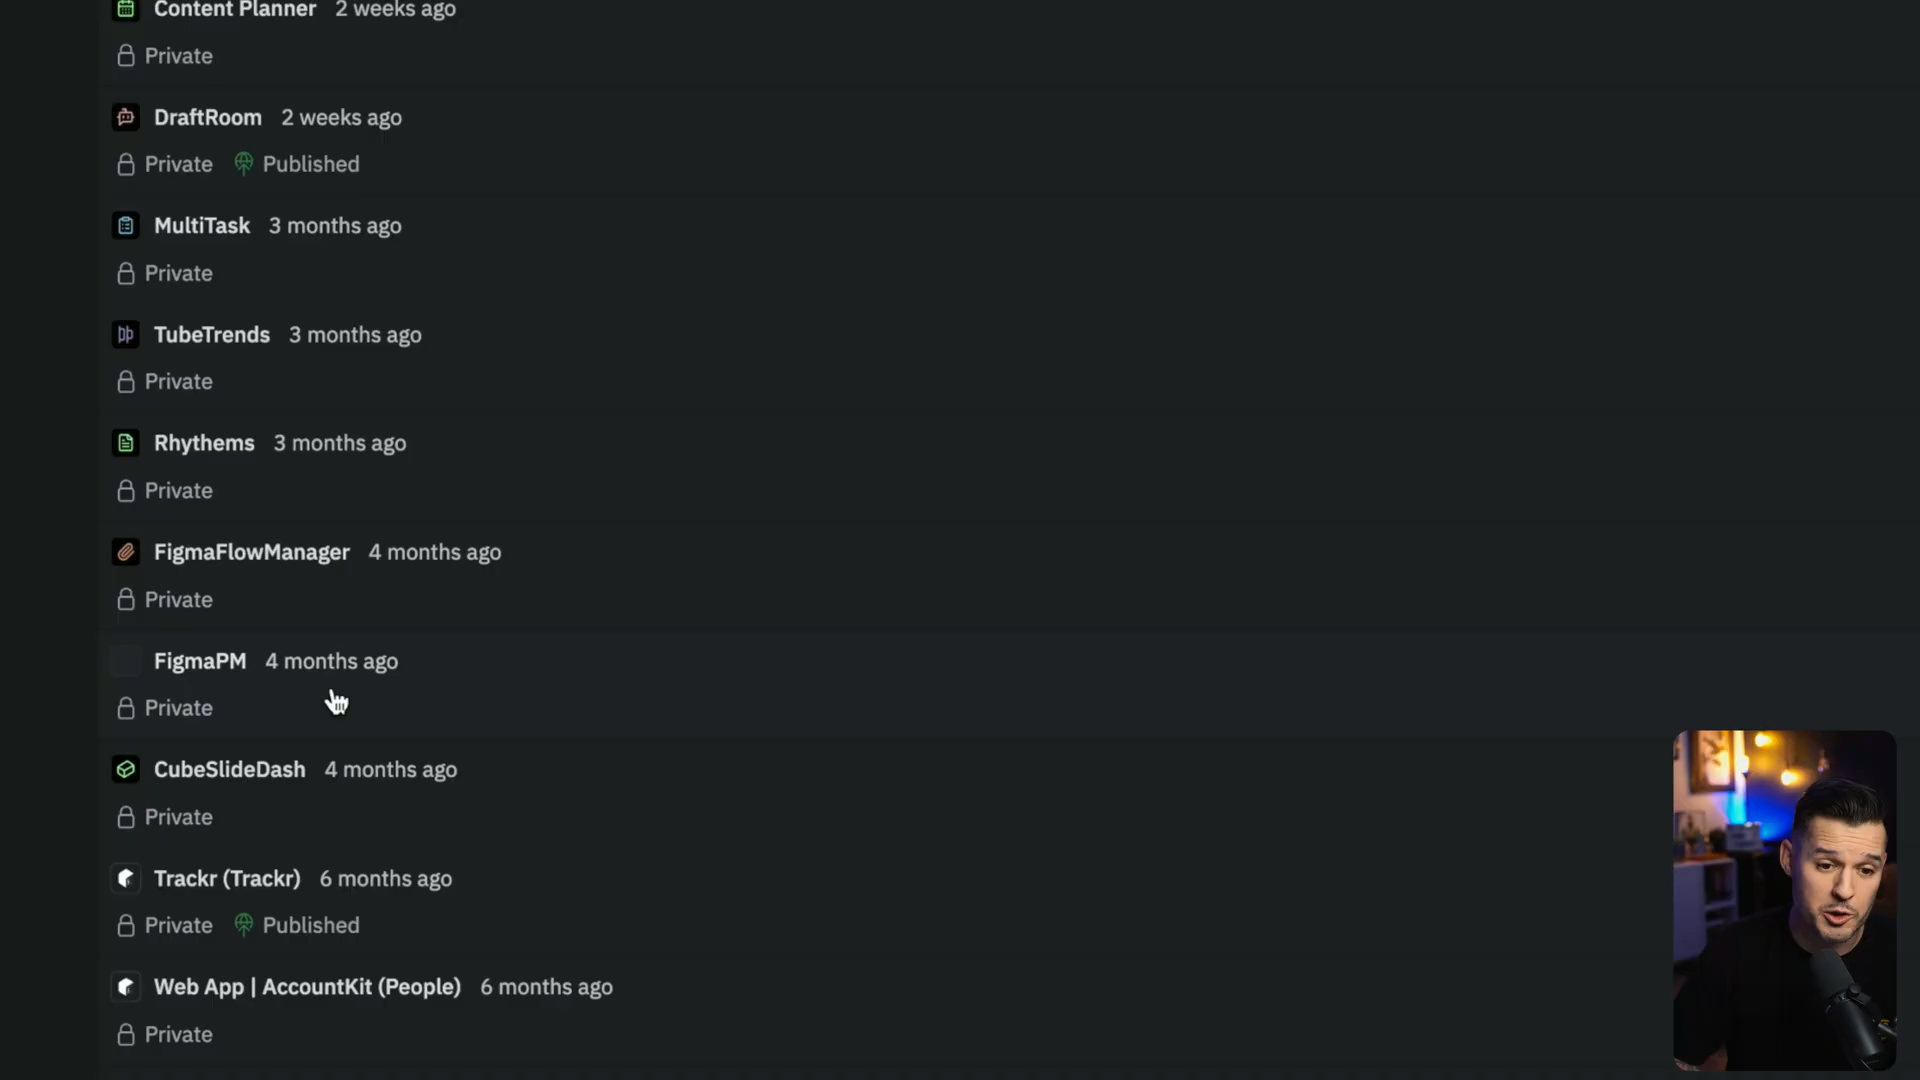 Content Planner 2 weeks ago
Private
DraftRoom 2 weeks ago
Private Published
MultiTask 3 months ago
Private
TubeTrends 3 months ago
Private
Rhythems 3 months ago
Private
FigmaFlowManager 4 months ago
Private
FigmaPM 4 months ago
Private
CubeSlideDash 4 months ago
Private
Trackr (Trackr) 6 months ago
Private Published
Web App | AccountKit (People) 6 months ago
Private